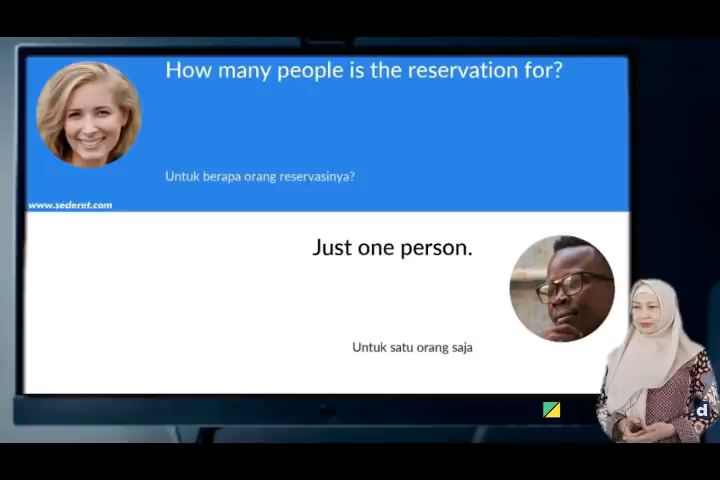 How many people is the reservation for?
Untuk berapa orang reservasinya?
www.sederet.com
Just one person.
Untuk satu orang saja
d